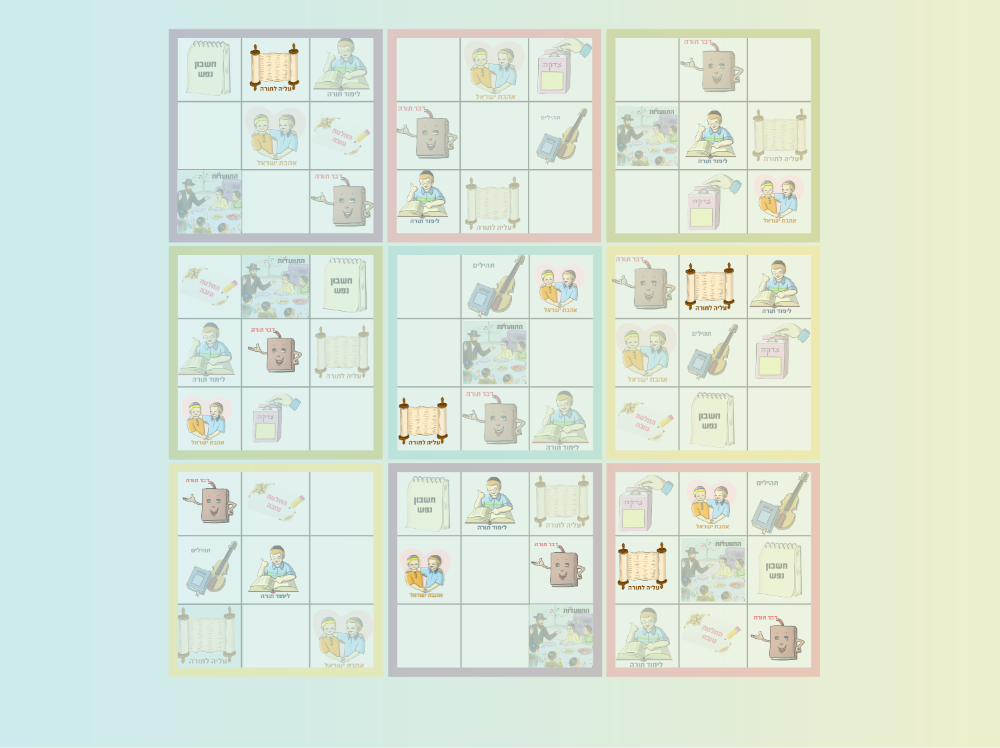 חשבון
נפש
עליה לתורה
לימוד תורה
אהבת ישראל
החלטה
טובה
התוועדות
דבר תורה
אהבת ישראל
צדקה
דבר תורה
תהילים
לימוד תורה
עליה לתורה
דבר תורה
התוועדות
לימוד תורה
עליה לתורה
צדקה
אהבת ישראל
החלטה
טובה
התוועדות
חשבון
נפש
לימוד תורה
דבר תורה
עליה לתורה
אהבת ישראל
צדקה
תהילים
אהבת ישראל
התוועדות
עליה לתורה
דבר תורה
לימוד תורה
דבר תורה
עליה לתורה
לימוד תורה
אהבת ישראל
תהילים
צדקה
החלטה
טובה
חשבון
נפש
דבר תורה
החלטה
טובה
תהילים
לימוד תורה
עליה לתורה
אהבת ישראל
חשבון
נפש
לימוד תורה
עליה לתורה
אהבת ישראל
דבר תורה
התוועדות
צדקה
אהבת ישראל
תהילים
עליה לתורה
התוועדות
חשבון
נפש
לימוד תורה
החלטה
טובה
דבר תורה